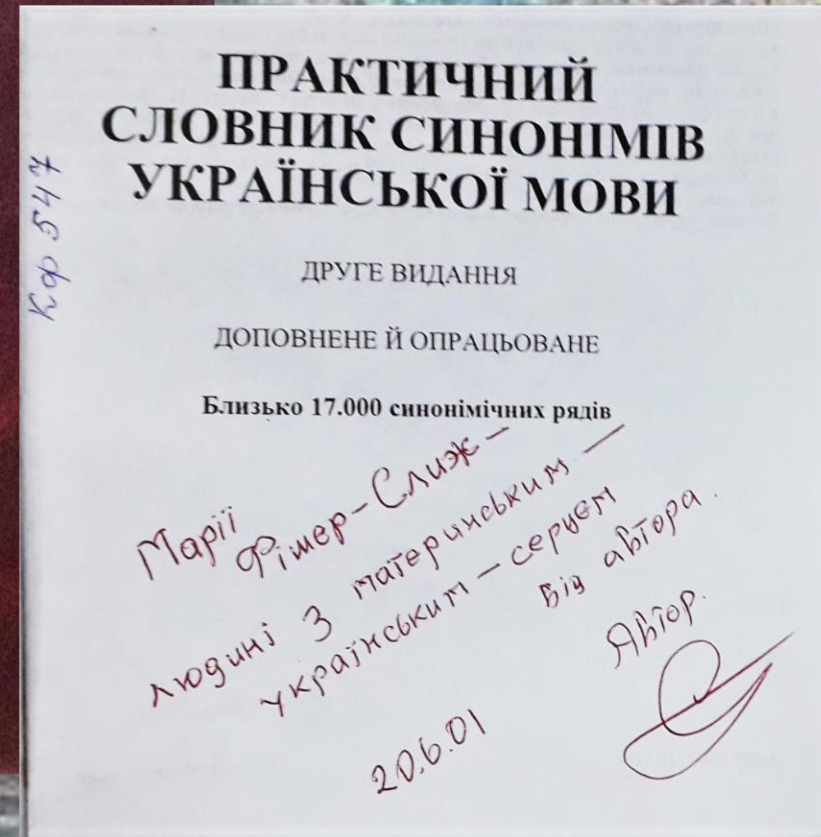 ПРАКТИЧНИЙ
СЛОВНИК СИНОНІМІВ
УКРАЇНСЬКОЇ МОВИ
ДРУГЕ ВИДАННЯ
ДОПОВНЕНЕ Й ОПРАЦЬОВАНЕ
Близько 17.000 синонімічних рядів
Кф 547
Марії
Фішер-Слиж –
людині з материнським –
українським – серцем
Від автора.
Автор.
20.6.01